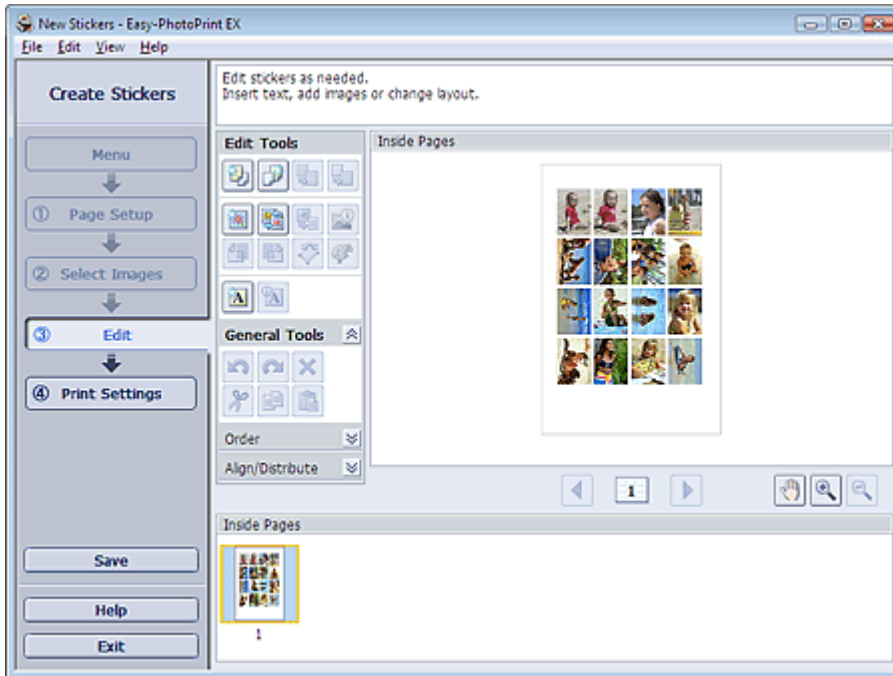 New Stickers - Easy-PhotoPrint EX
File Edit View Help
Create Stickers
Menu
① Page Setup
② Select Images
③ Edit
④ Print Settings
Save
Help
Exit
Edit stickers as needed.
Insert text, add images or change layout.
Edit Tools
A A
General Tools
Order
Align/Distribute
Inside Pages
1
Inside Pages
1